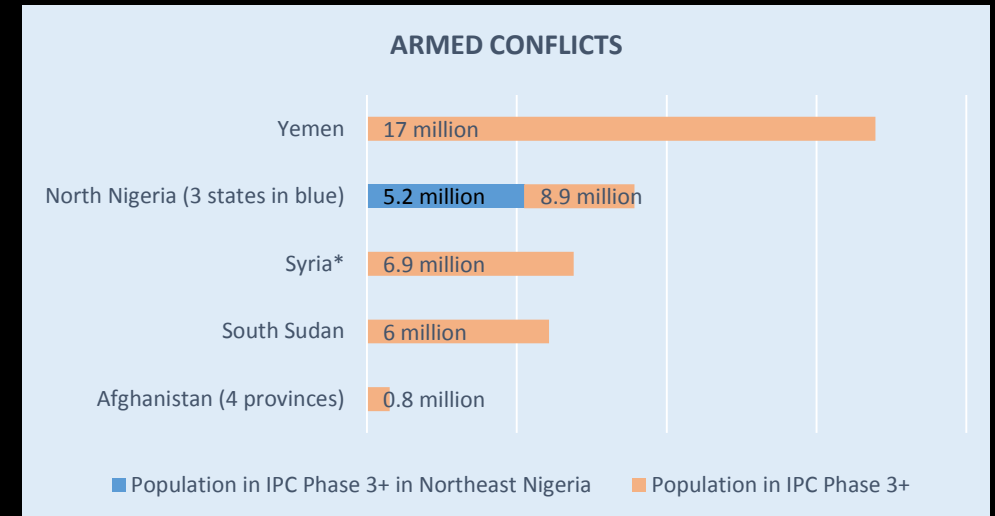 ARMED CONFLICTS
Yemen 17 million
North Nigeria (3 states in blue) 5.2 million 8.9 million
Syria* 6.9 million
South Sudan 6 million
Afghanistan (4 provinces) 0.8 million
Population in IPC Phase 3+ in Northeast Nigeria Population in IPC Phase 3+